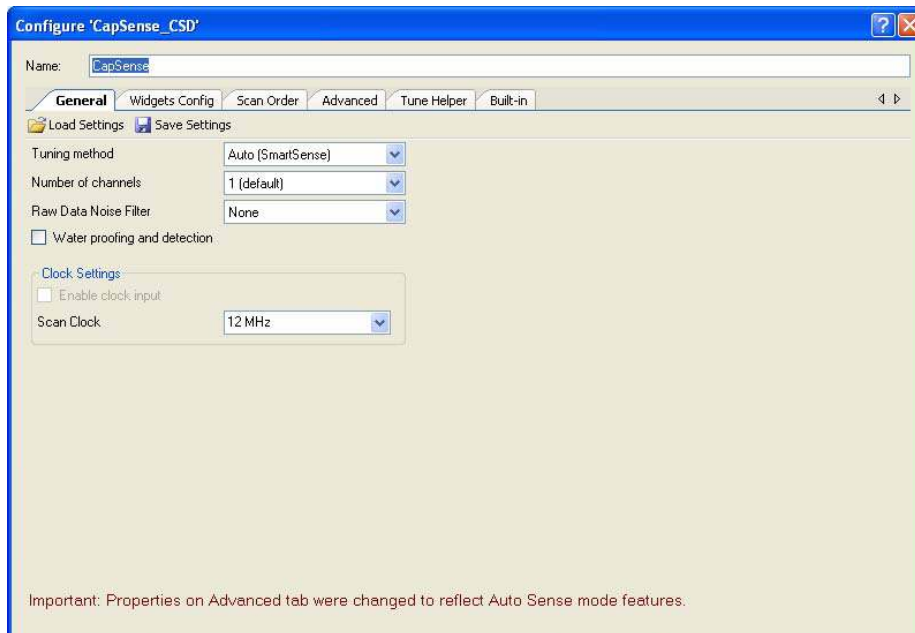 Configure 'CapSense_CSD'
Name: CapSense
General Widgets Config Scan Order Advanced Tune Helper Built-in
Load Settings Save Settings
Tuning method Auto (SmartSense)
Number of channels 1 (default)
Raw Data Noise Filter None
Water proofing and detection
Clock Settings
Enable clock input
Scan Clock 12 MHz
Important: Properties on Advanced tab were changed to reflect Auto Sense mode features.